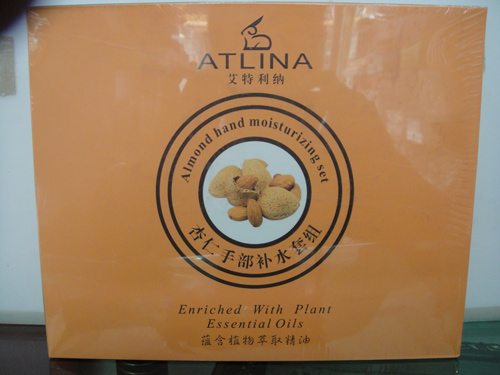 ATLINA
艾特利纳
Almond hand moisturizing set
杏仁手部补水套组
Enriched With Plant
Essential Oils
蕴含植物萃取精油